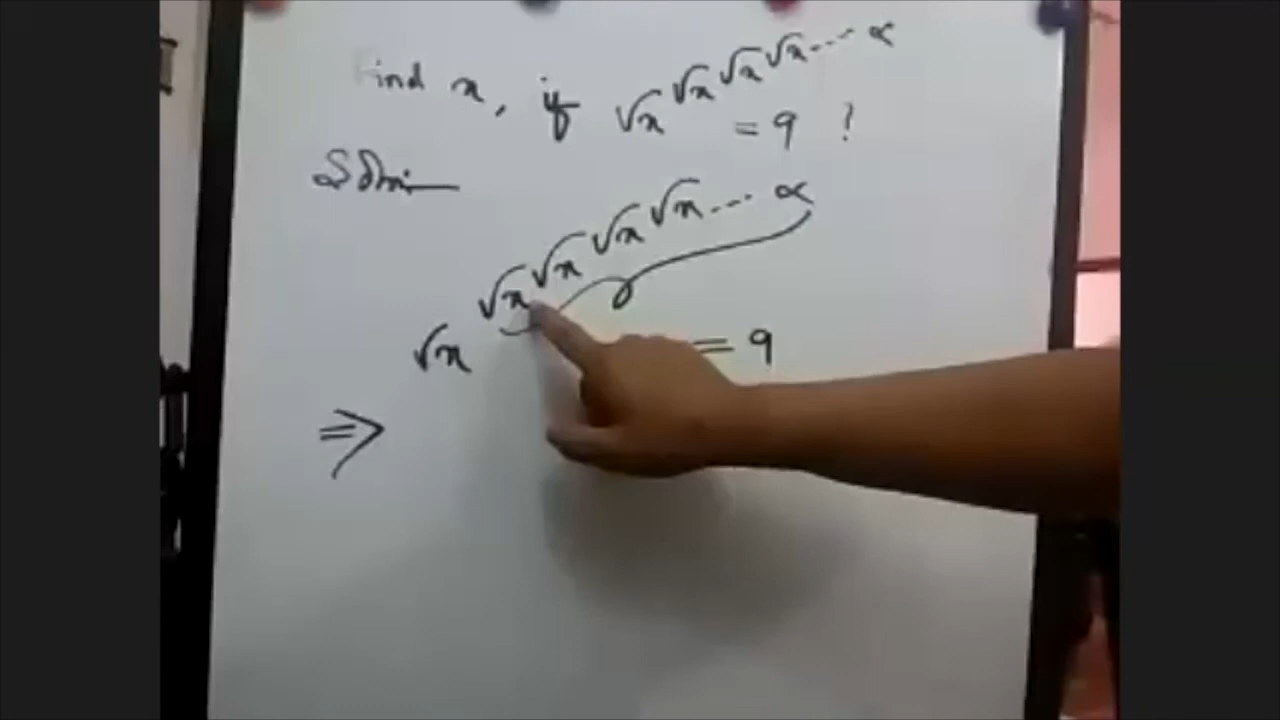 Find x, if √x^√x^√x^√x^...∝
= 9 ?
Soln:
√x^√x^√x^√x^√x^...∝ = 9
⇒